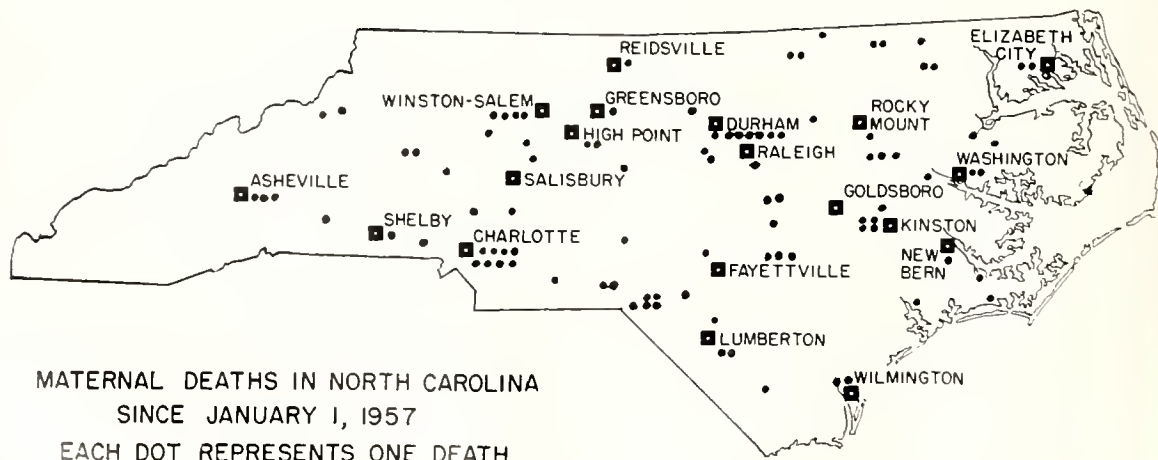 REIDSVILLE
ELIZABETH
CITY
WINSTON-SALEM
GREENSBORO
HIGH POINT
DURHAM
ROCKY
MOUNT
RALEIGH
WASHINGTON
ASHEVILLE
SALISBURY
GOLDSBORO
SHELBY
CHARLOTTE
KINSTON
NEW
BERN
FAYETTVILLE
LUMBERTON
WILMINGTON
MATERNAL DEATHS IN NORTH CAROLINA
SINCE JANUARY 1, 1957
EACH DOT REPRESENTS ONE DEATH